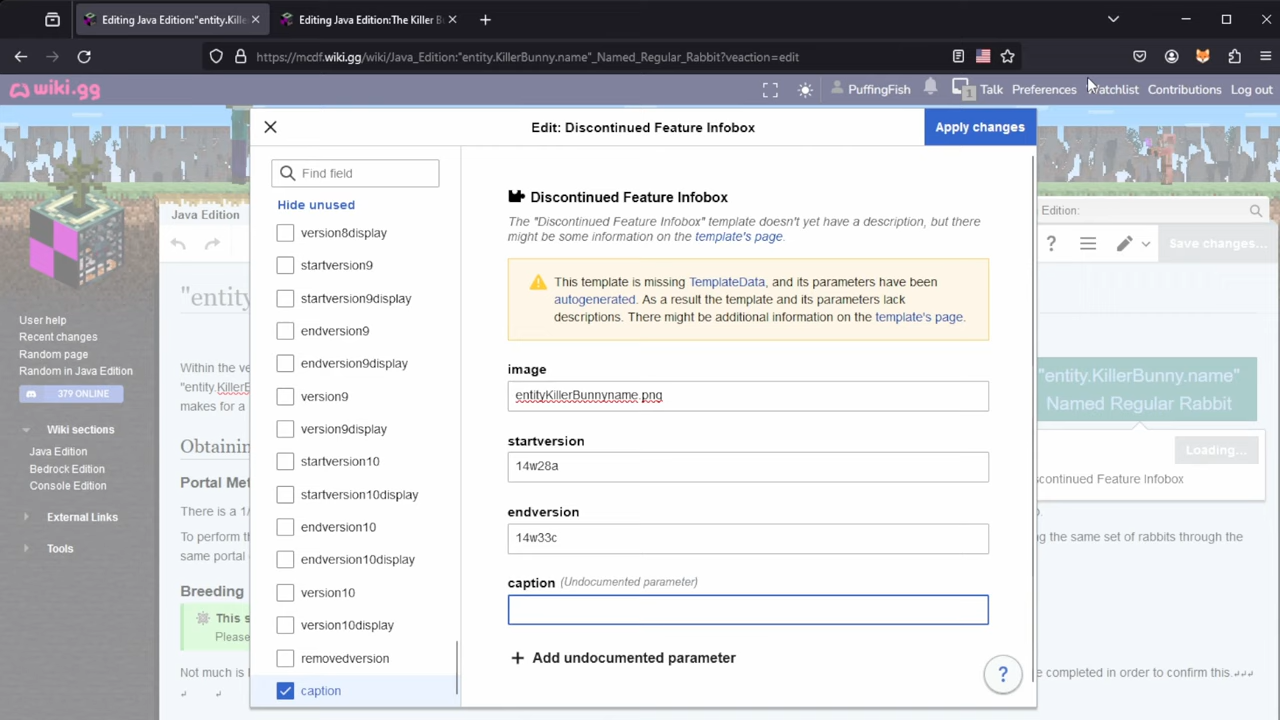 Editing Java Edition:"entity.Kille
Editing Java Edition:The Killer B
https://mcdf.wiki.gg/wiki/Java_Edition:"entity.KillerBunny.name"_Named_Regular_Rabbit?veaction=edit
wiki.gg
PuffingFish
1
Talk
Preferences
Watchlist
Contributions
Log out
Edit: Discontinued Feature Infobox
Apply changes
Find field
Hide unused
version8display
startversion9
startversion9display
endversion9
endversion9display
version9
version9display
startversion10
startversion10display
endversion10
endversion10display
version10
version10display
removedversion
caption
Discontinued Feature Infobox
The "Discontinued Feature Infobox" template doesn't yet have a description, but there
might be some information on the template's page.
This template is missing TemplateData, and its parameters have been
autogenerated. As a result the template and its parameters lack
descriptions. There might be additional information on the template's page.
image
entityKillerBunnyname.png
startversion
14w28a
endversion
14w33c
caption (Undocumented parameter)
Add undocumented parameter
?
Java Edition
Edition:
?
Save changes...
"entity
Within the ve
"entity.KillerB
makes for a
Obtainin
Portal Met
There is a 1/
To perform th
same portal
Breeding
This s
Please
Not much is
"entity.KillerBunny.name"
Named Regular Rabbit
Loading...
scontinued Feature Infobox
ng the same set of rabbits through the
e completed in order to confirm this.
User help
Recent changes
Random page
Random in Java Edition
379 ONLINE
Wiki sections
Java Edition
Bedrock Edition
Console Edition
External Links
Tools